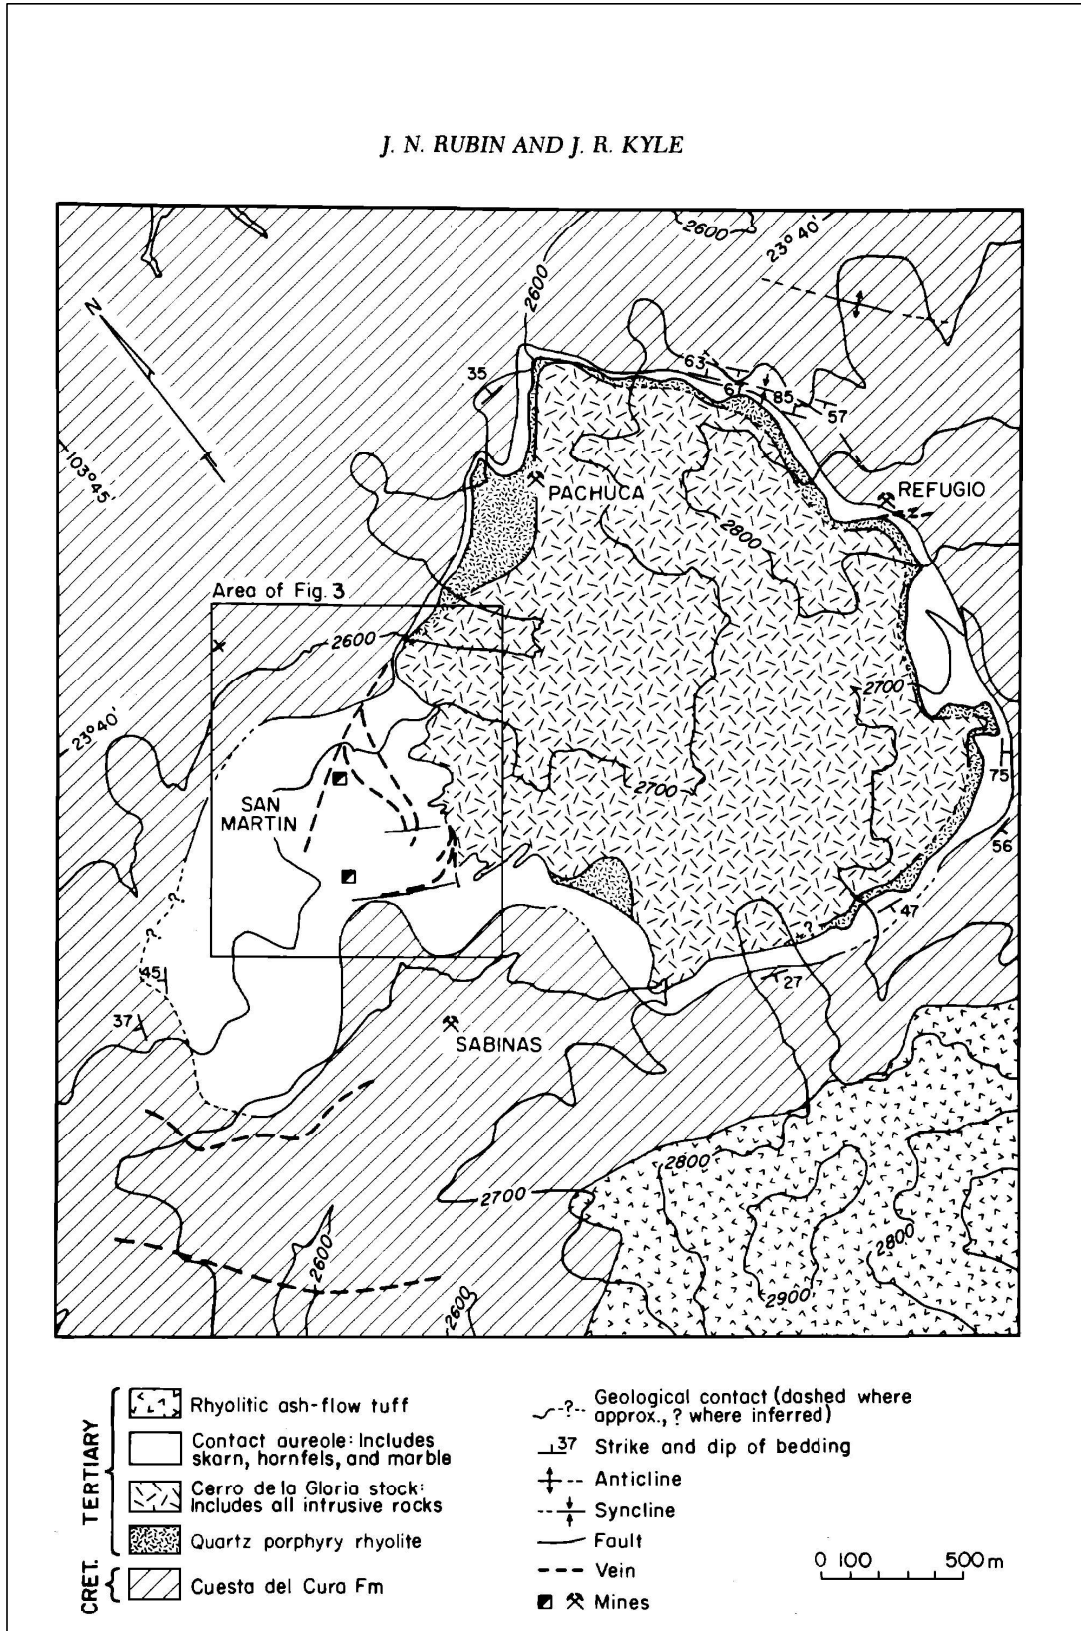 J. N. RUBIN AND J. R. KYLE
2600
23° 40'
2600
N
63
35
6
85
57
103° 45'
PACHUCA
REFUGIO
2800
Area of Fig. 3
2600
2700
23° 40'
2700
75
SAN
MARTIN
56
?
47
?
?
45
27
37
SABINAS
2800
2700
2600
2800
2900
2600
TERTIARY
Rhyolitic ash-flow tuff
Contact aureole: Includes
skarn, hornfels, and marble
Cerro de la Gloria stock:
Includes all intrusive rocks
Quartz porphyry rhyolite
CRET.
Cuesta del Cura Fm
-?-- Geological contact (dashed where
approx., ? where inferred)
37 Strike and dip of bedding
Anticline
Syncline
Fault
Vein
Mines
0 100 500 m